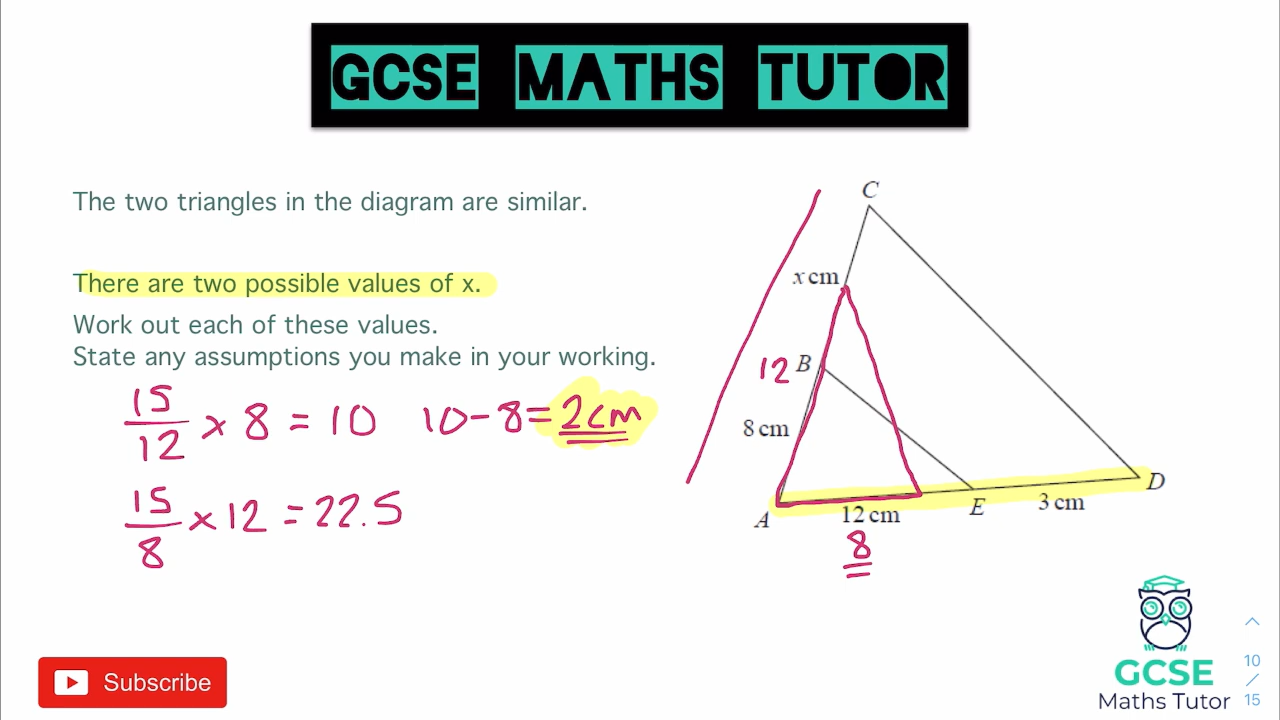 GCSE MATHS TUTOR
The two triangles in the diagram are similar.
There are two possible values of x.
Work out each of these values.
State any assumptions you make in your working.
15/12 × 8 = 10 10 - 8 = 2cm
15/8 × 12 = 22.5
C
x cm
12 B
8 cm
A
12 cm
E
3 cm
D
8
Subscribe
GCSE
Maths Tutor
10
/
15